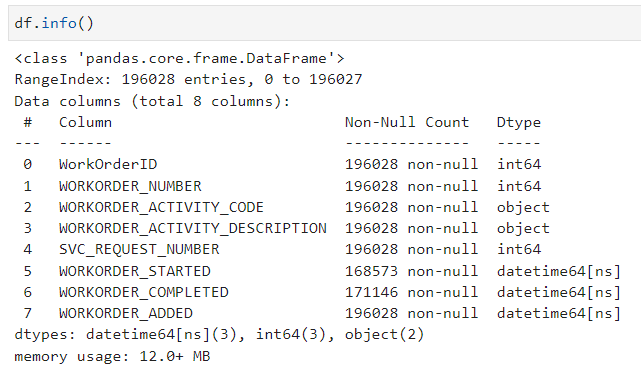 df.info()
<class 'pandas.core.frame.DataFrame'>
RangeIndex: 196028 entries, 0 to 196027
Data columns (total 8 columns):
 #   Column                         Non-Null Count   Dtype
---  ------                         --------------   -----
 0   WorkOrderID                    196028 non-null  int64
 1   WORKORDER_NUMBER               196028 non-null  int64
 2   WORKORDER_ACTIVITY_CODE        196028 non-null  object
 3   WORKORDER_ACTIVITY_DESCRIPTION  196028 non-null  object
 4   SVC_REQUEST_NUMBER             196028 non-null  int64
 5   WORKORDER_STARTED              168573 non-null  datetime64[ns]
 6   WORKORDER_COMPLETED            171146 non-null  datetime64[ns]
 7   WORKORDER_ADDED                196028 non-null  datetime64[ns]
dtypes: datetime64[ns](3), int64(3), object(2)
memory usage: 12.0+ MB